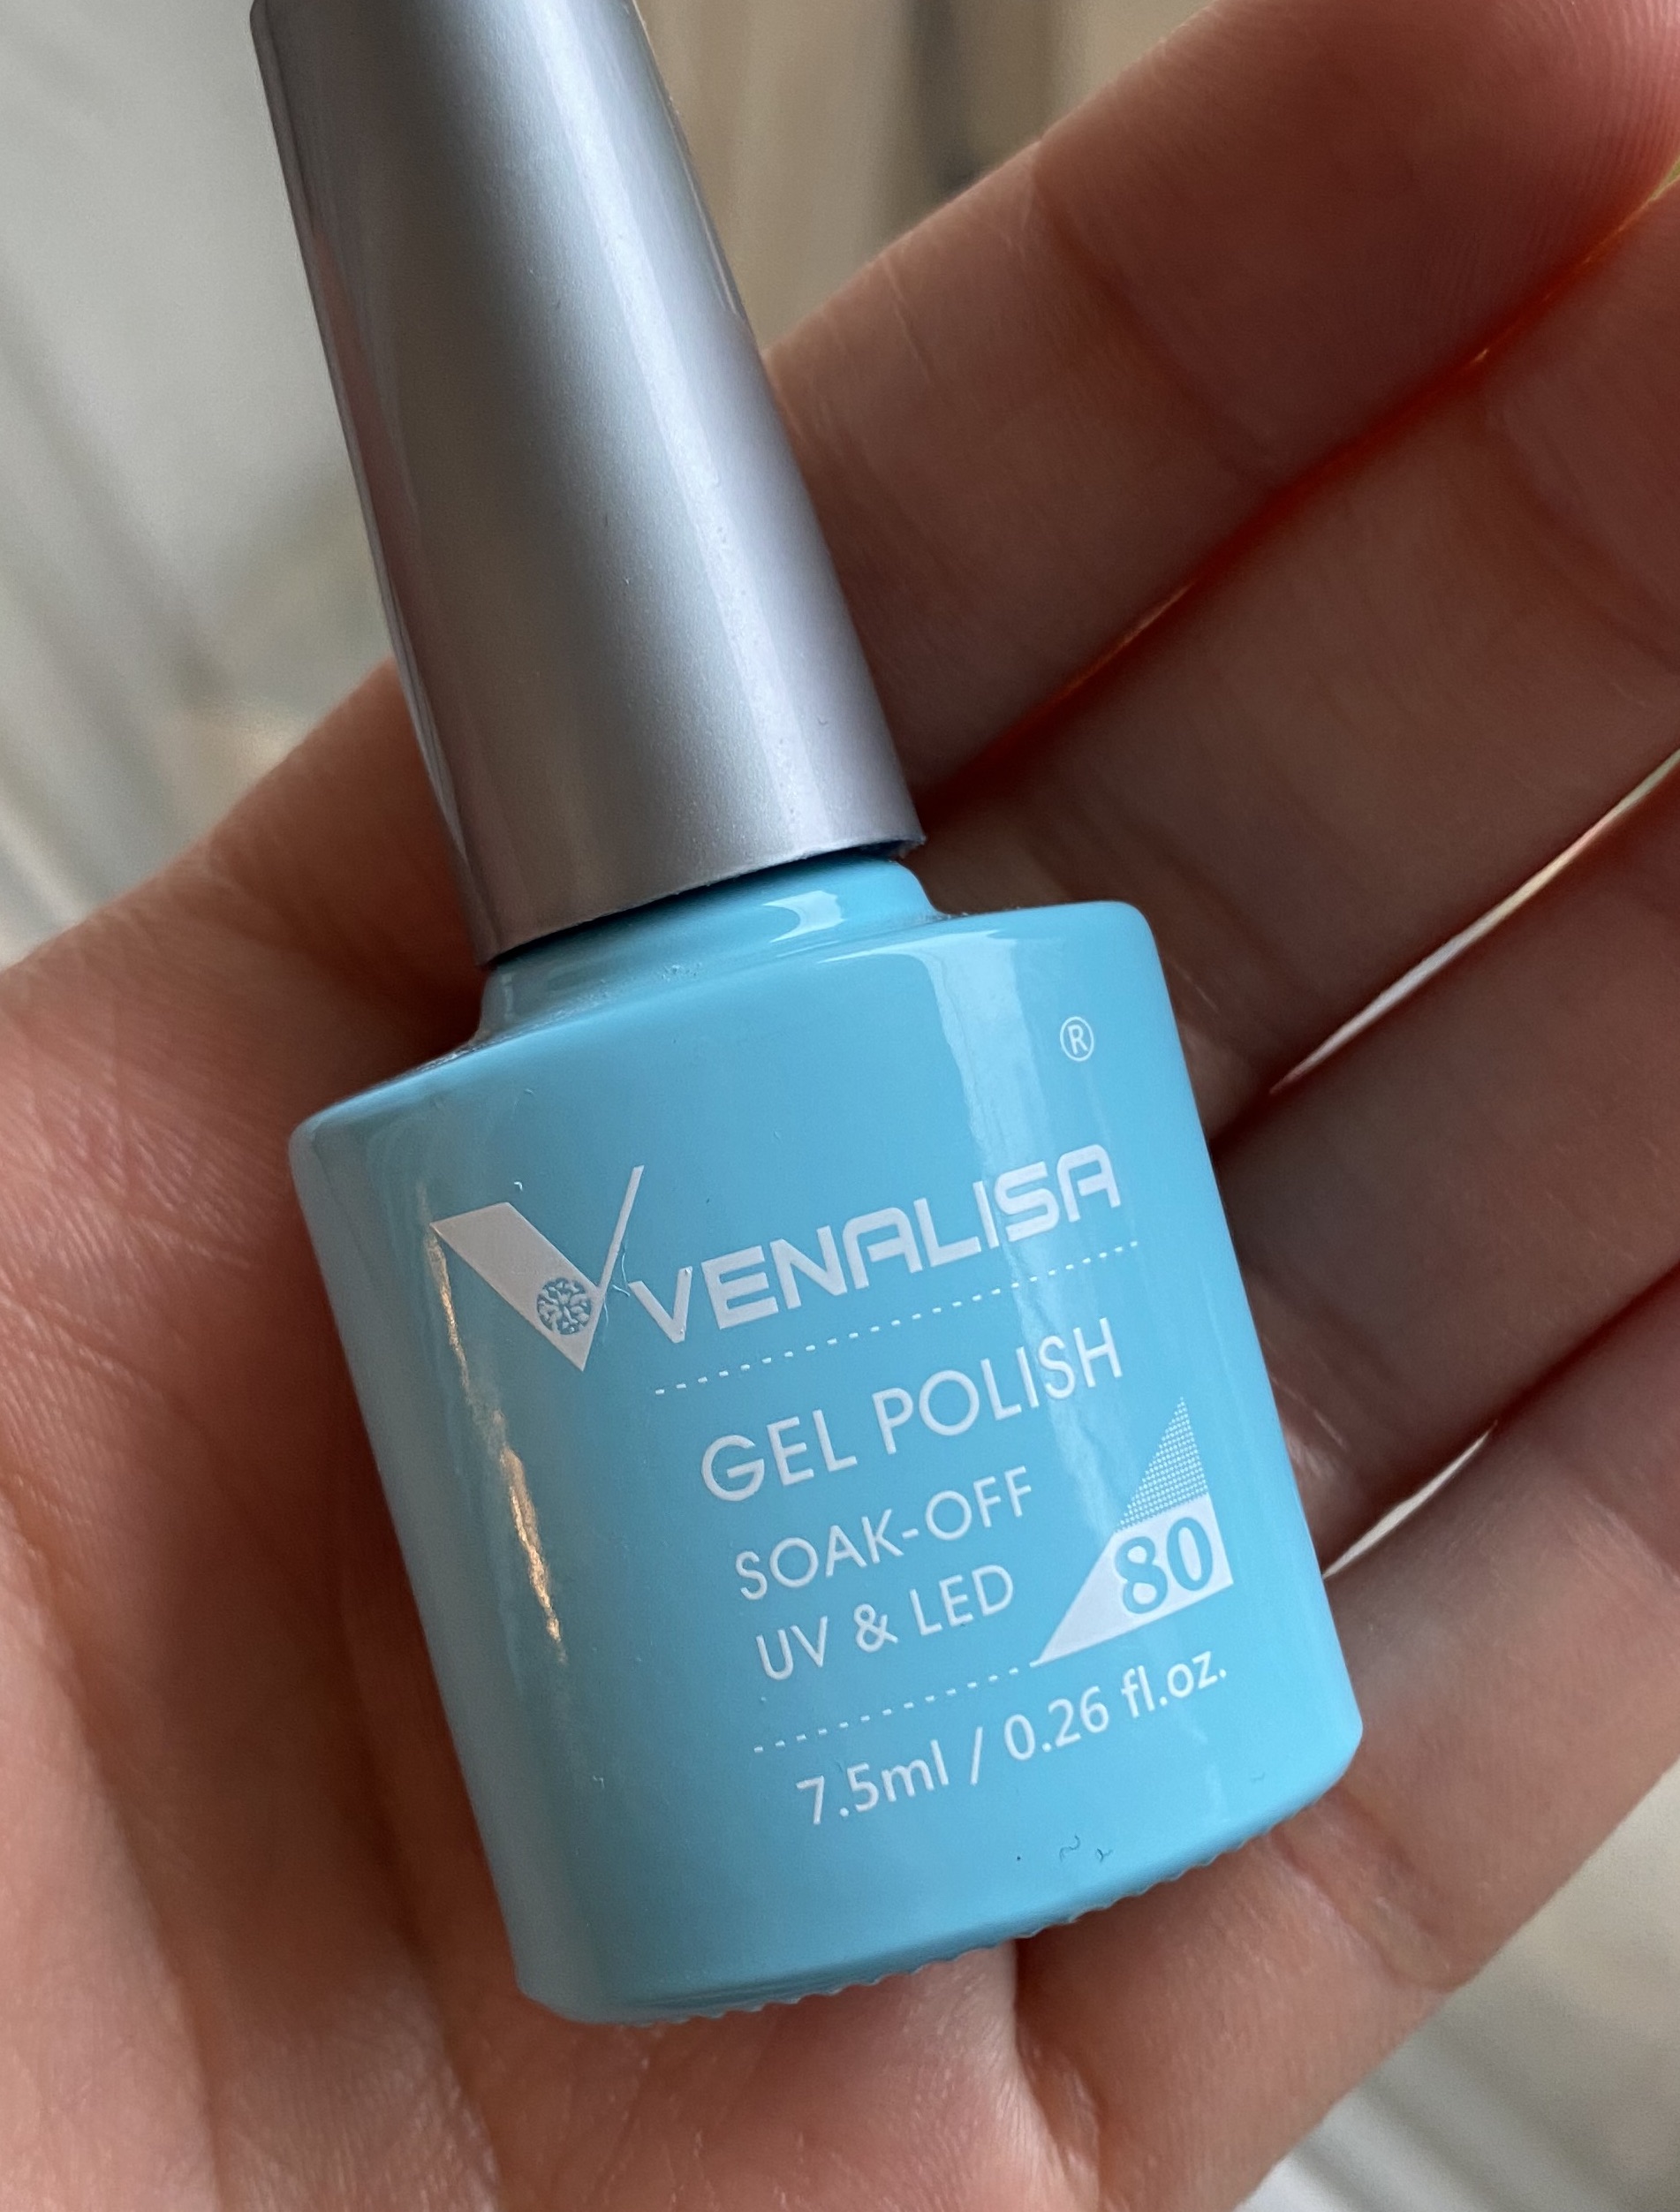 ®
VENALISA
GEL POLISH
SOAK-OFF
UV & LED
80
7.5ml / 0.26 fl.oz.